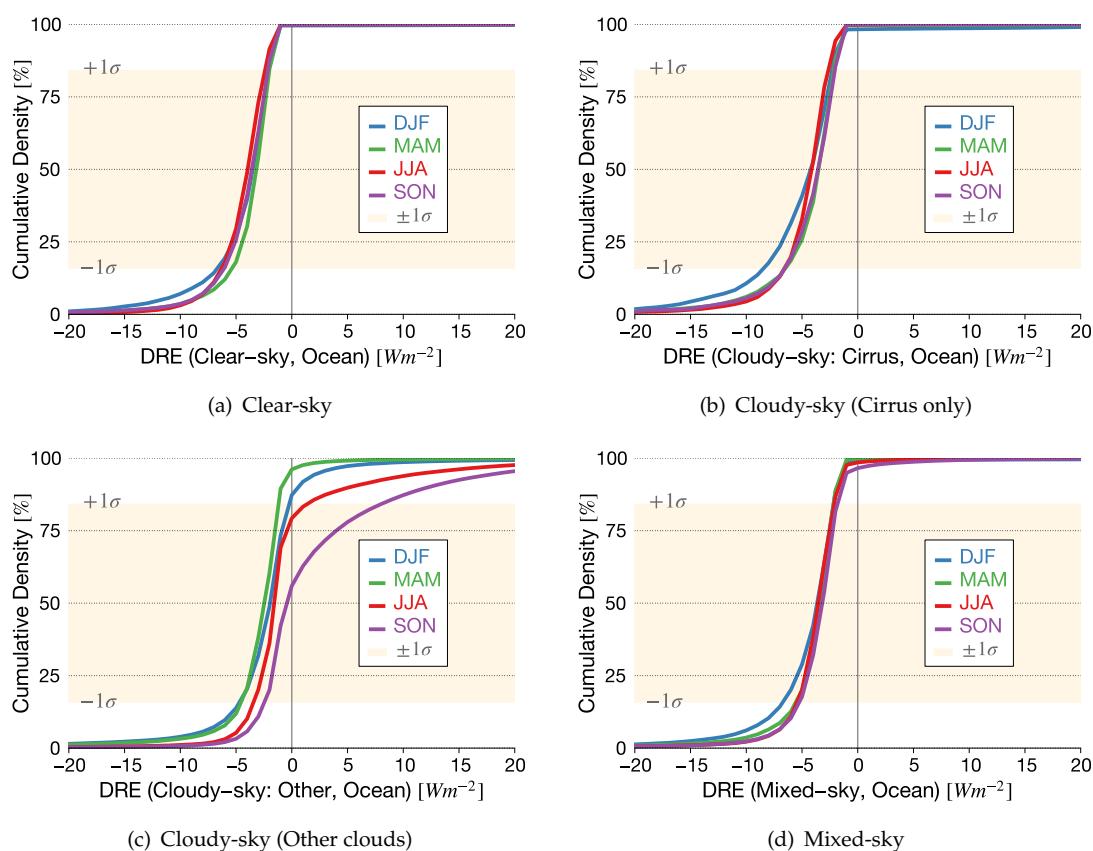 100
75
50
25
0
Cumulative Density [%]
+1σ
−1σ
DJF
MAM
JJA
SON
±1σ
−20 −15 −10 −5 0 5 10 15 20
DRE (Clear−sky, Ocean) [Wm⁻²]
(a) Clear-sky
100
75
50
25
0
Cumulative Density [%]
+1σ
−1σ
DJF
MAM
JJA
SON
±1σ
−20 −15 −10 −5 0 5 10 15 20
DRE (Cloudy−sky: Cirrus, Ocean) [Wm⁻²]
(b) Cloudy-sky (Cirrus only)
100
75
50
25
0
Cumulative Density [%]
+1σ
−1σ
DJF
MAM
JJA
SON
±1σ
−20 −15 −10 −5 0 5 10 15 20
DRE (Cloudy−sky: Other, Ocean) [Wm⁻²]
(c) Cloudy-sky (Other clouds)
100
75
50
25
0
Cumulative Density [%]
+1σ
−1σ
DJF
MAM
JJA
SON
±1σ
−20 −15 −10 −5 0 5 10 15 20
DRE (Mixed−sky, Ocean) [Wm⁻²]
(d) Mixed-sky